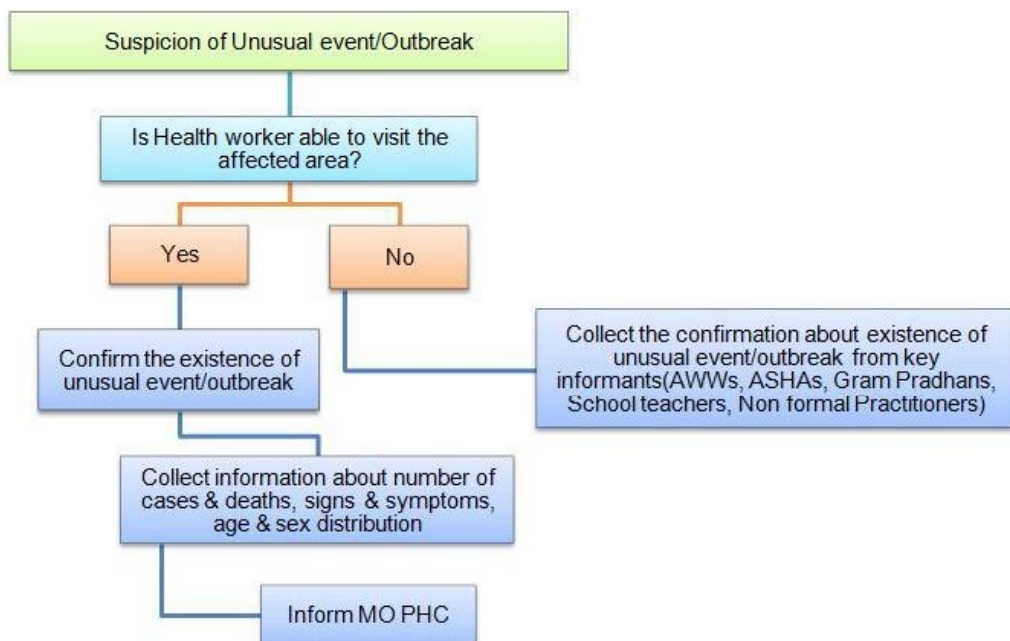 Suspicion of Unusual event/Outbreak
Is Health worker able to visit the
affected area?
Yes
No
Confirm the existence of
unusual event/outbreak
Collect the confirmation about existence of
unusual event/outbreak from key
informants(AWWs, ASHAs, Gram Pradhans,
School teachers, Non formal Practitioners)
Collect information about number of
cases & deaths, signs & symptoms,
age & sex distribution
Inform MO PHC